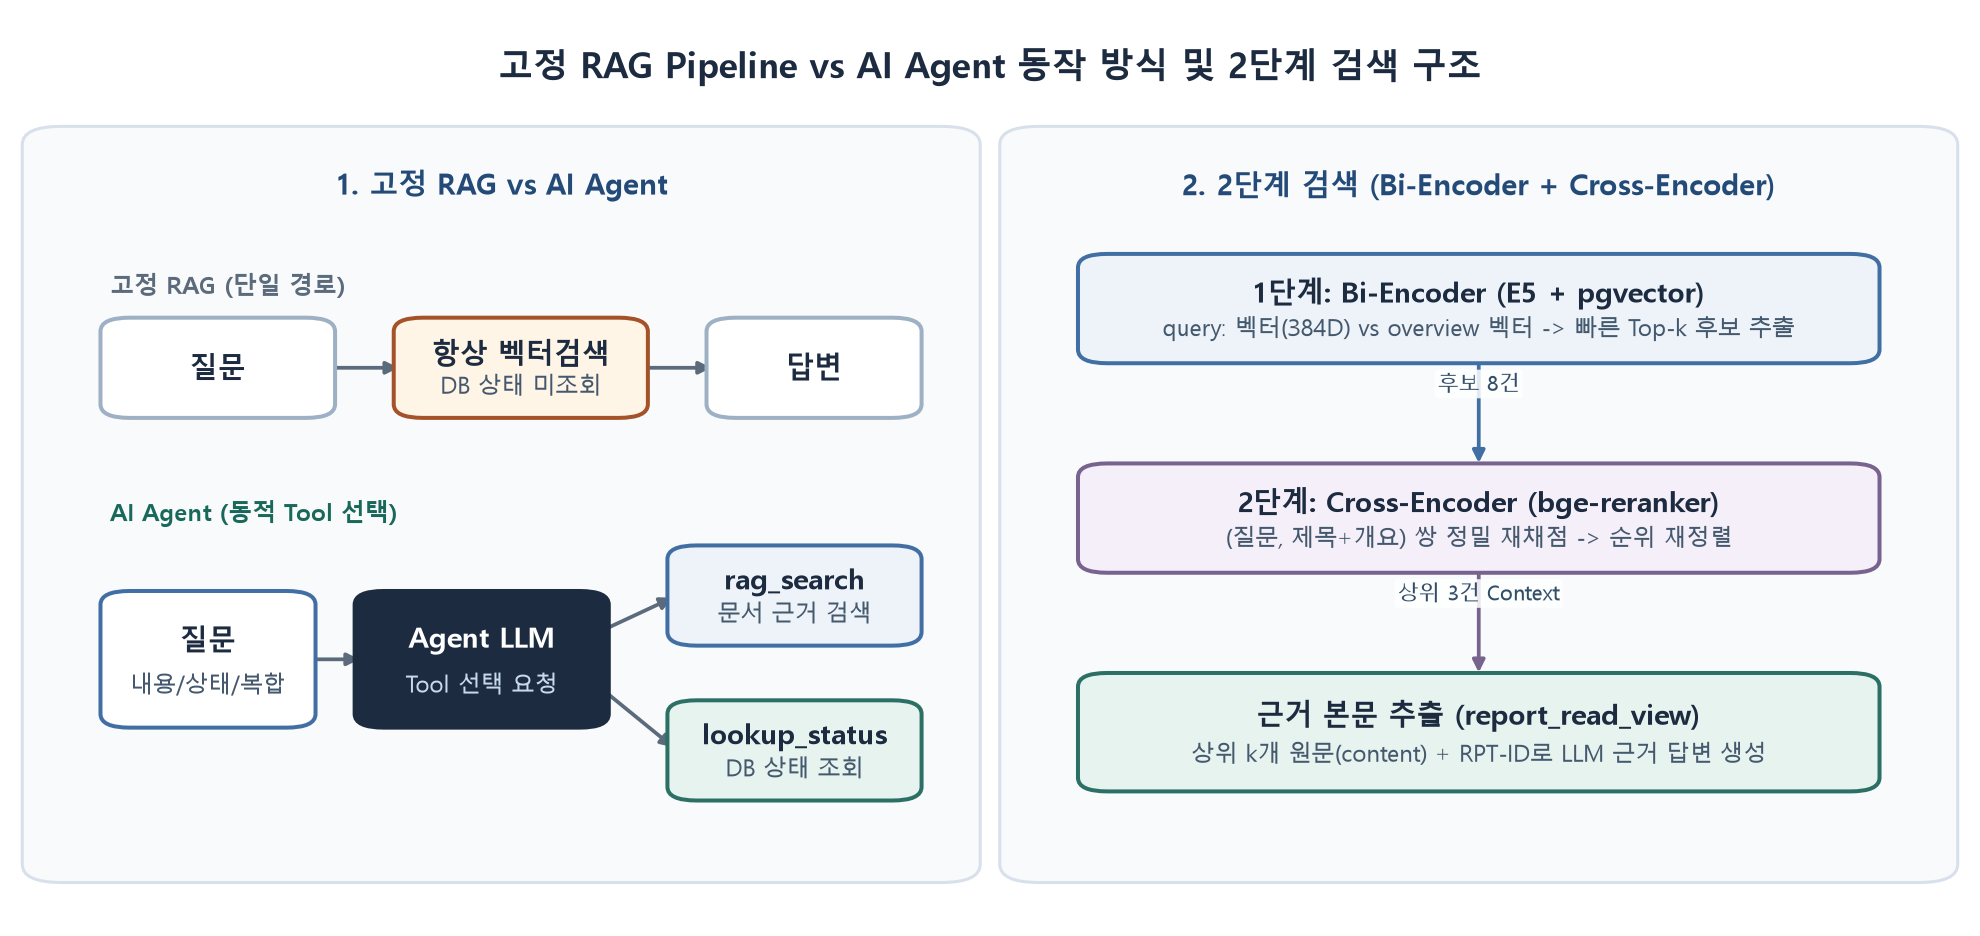 고정 RAG Pipeline vs AI Agent 동작 방식 및 2단계 검색 구조
1. 고정 RAG vs AI Agent
고정 RAG (단일 경로)
질문
항상 벡터검색
DB 상태 미조회
답변
AI Agent (동적 Tool 선택)
질문
내용/상태/복합
Agent LLM
Tool 선택 요청
rag_search
문서 근거 검색
lookup_status
DB 상태 조회
2. 2단계 검색 (Bi-Encoder + Cross-Encoder)
1단계: Bi-Encoder (E5 + pgvector)
query: 벡터(384D) vs overview 벡터 -> 빠른 Top-k 후보 추출
후보 8건
2단계: Cross-Encoder (bge-reranker)
(질문, 제목+개요) 쌍 정밀 재채점 -> 순위 재정렬
상위 3건 Context
근거 본문 추출 (report_read_view)
상위 k개 원문(content) + RPT-ID로 LLM 근거 답변 생성